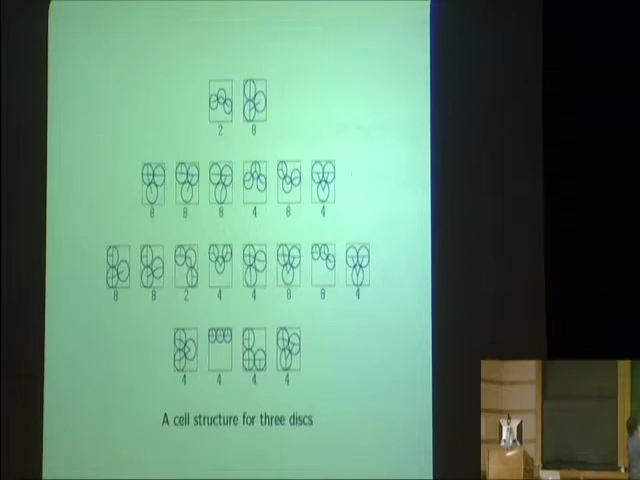 2 8
8 8 8 4 8 4
8 8 2 4 4 8 8 4
4 4 4 4
A cell structure for three discs